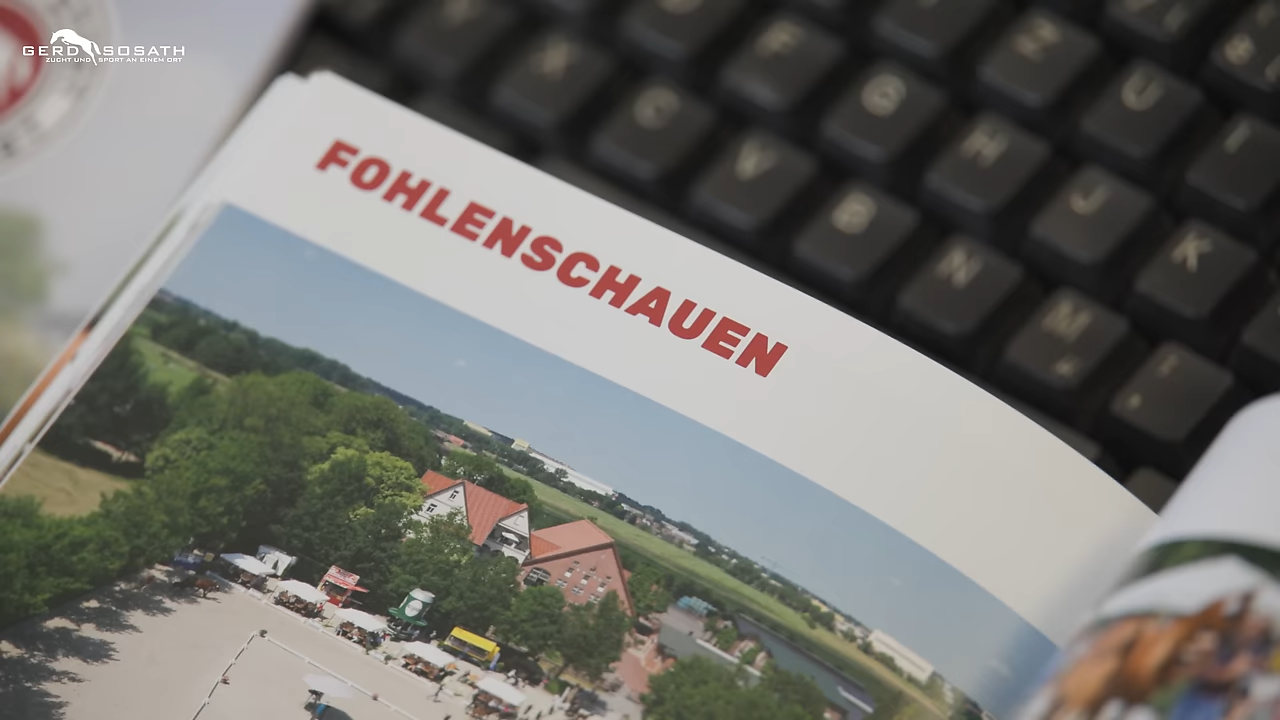 GERD SOSATH
ZUCHT UND SPORT AN EINEM ORT
FOHLENSCHAUEN
F
Z
X
G
U
C
H
I
V
J
B
K
N
M